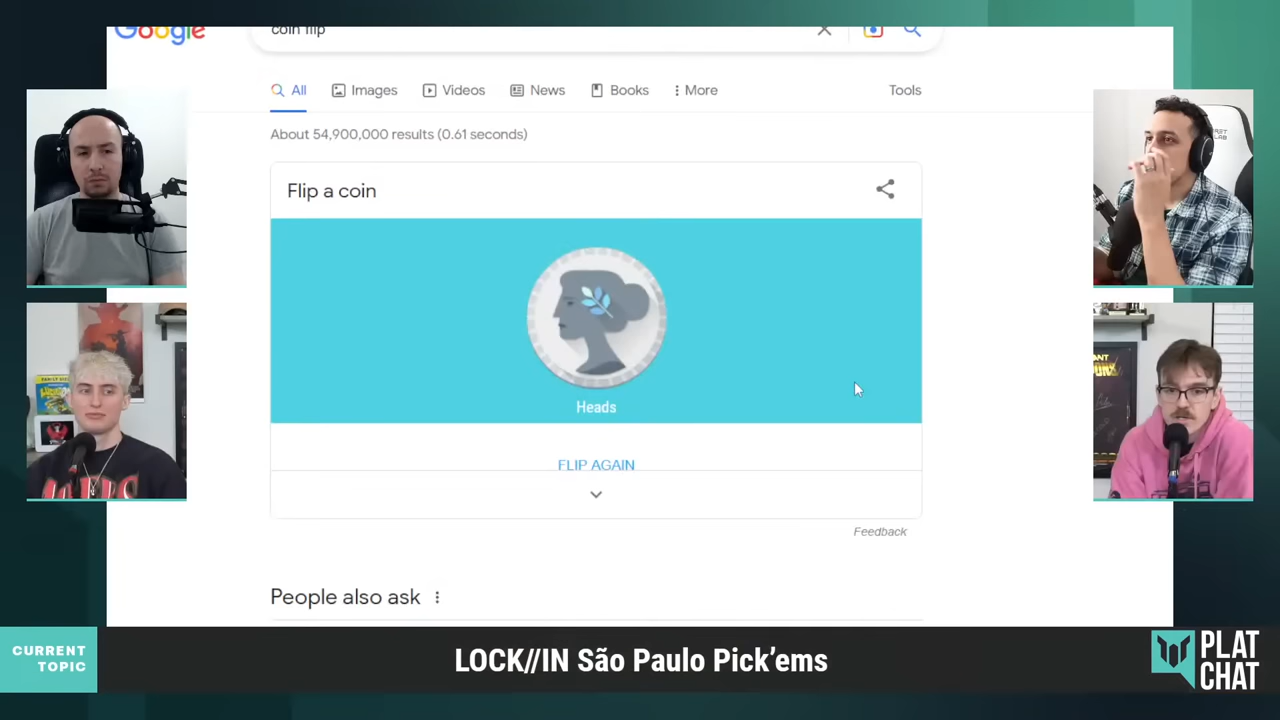 Google
coin flip
All Images Videos News Books More Tools
About 54,900,000 results (0.61 seconds)
Flip a coin
Heads
FLIP AGAIN
Feedback
People also ask
CURRENT
TOPIC
LOCK//IN São Paulo Pick’ems
PLAT
CHAT